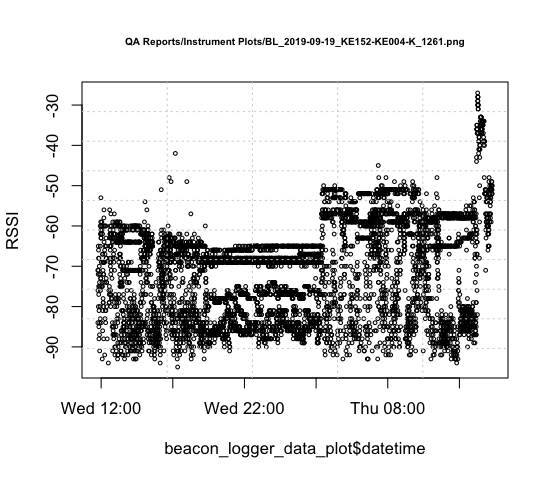 QA Reports/Instrument Plots/BL_2019-09-19_KE152-KE004-K_1261.png
-30
-40
-50
-60
-70
-80
-90
RSSI
Wed 12:00 Wed 22:00 Thu 08:00
beacon_logger_data_plot$datetime